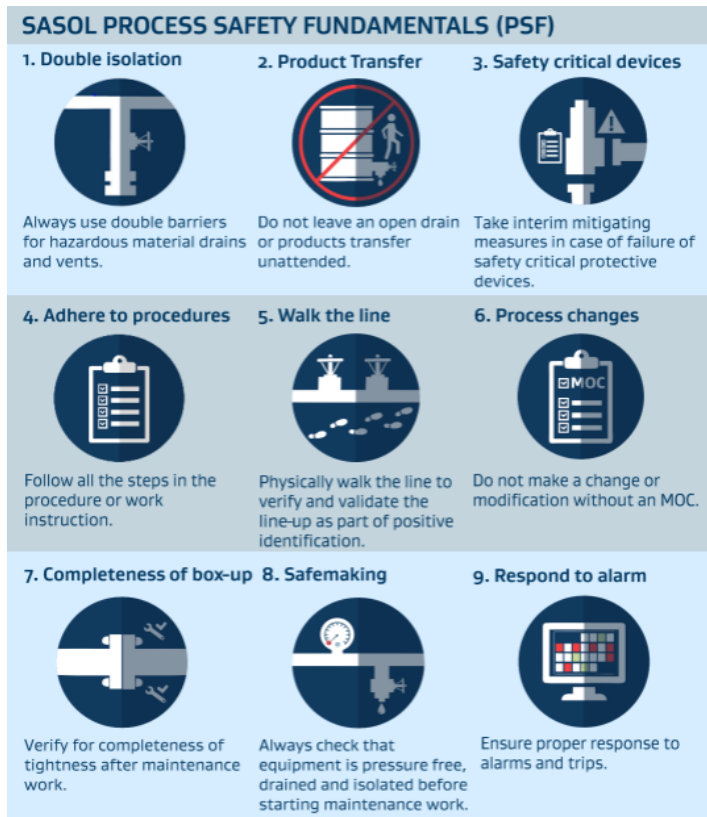 SASOL PROCESS SAFETY FUNDAMENTALS (PSF)
1. Double isolation
Always use double barriers
for hazardous material drains
and vents.
2. Product Transfer
Do not leave an open drain
or products transfer
unattended.
3. Safety critical devices
Take interim mitigating
measures in case of failure of
safety critical protective
devices.
4. Adhere to procedures
Follow all the steps in the
procedure or work
instruction.
5. Walk the line
Physically walk the line to
verify and validate the
line-up as part of positive
identification.
6. Process changes
MOC
Do not make a change or
modification without an MOC.
7. Completeness of box-up
Verify for completeness of
tightness after maintenance
work.
8. Safemaking
Always check that
equipment is pressure free,
drained and isolated before
starting maintenance work.
9. Respond to alarm
Ensure proper response to
alarms and trips.